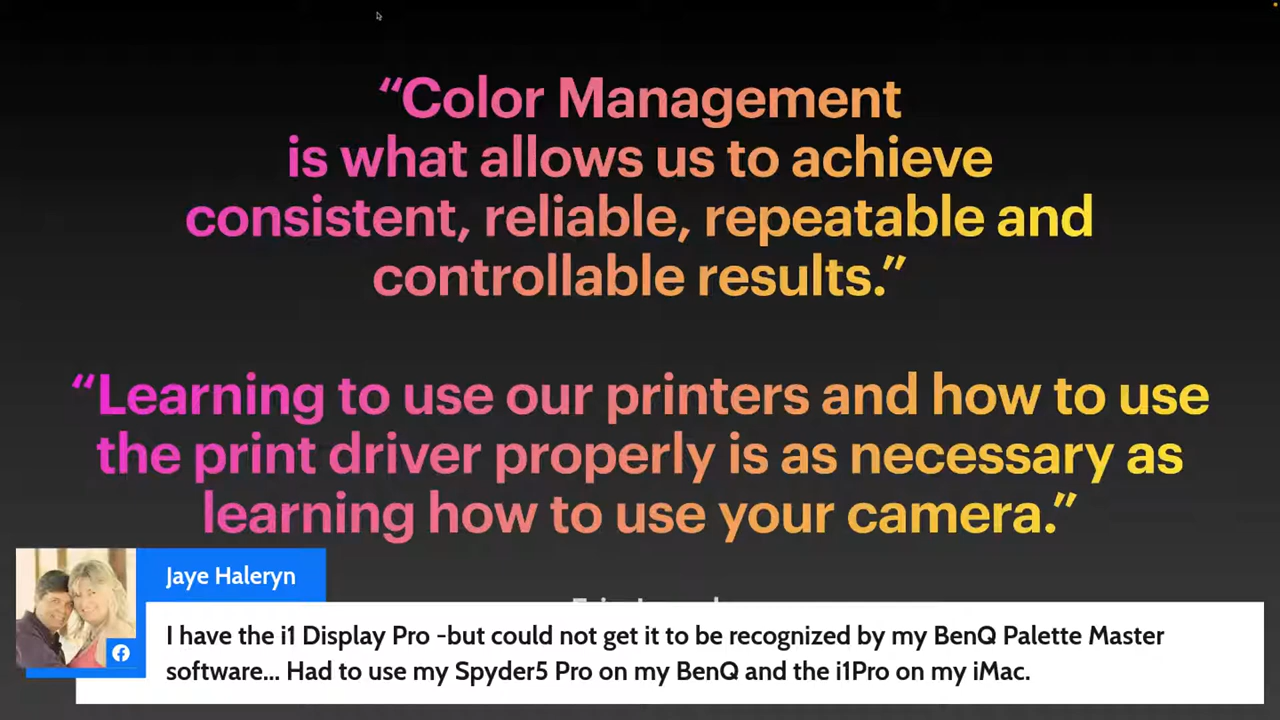 “Color Management
is what allows us to achieve
consistent, reliable, repeatable and
controllable results.”
“Learning to use our printers and how to use
the print driver properly is as necessary as
learning how to use your camera.”
Jaye Haleryn
I have the i1 Display Pro -but could not get it to be recognized by my BenQ Palette Master
software... Had to use my Spyder5 Pro on my BenQ and the i1Pro on my iMac.